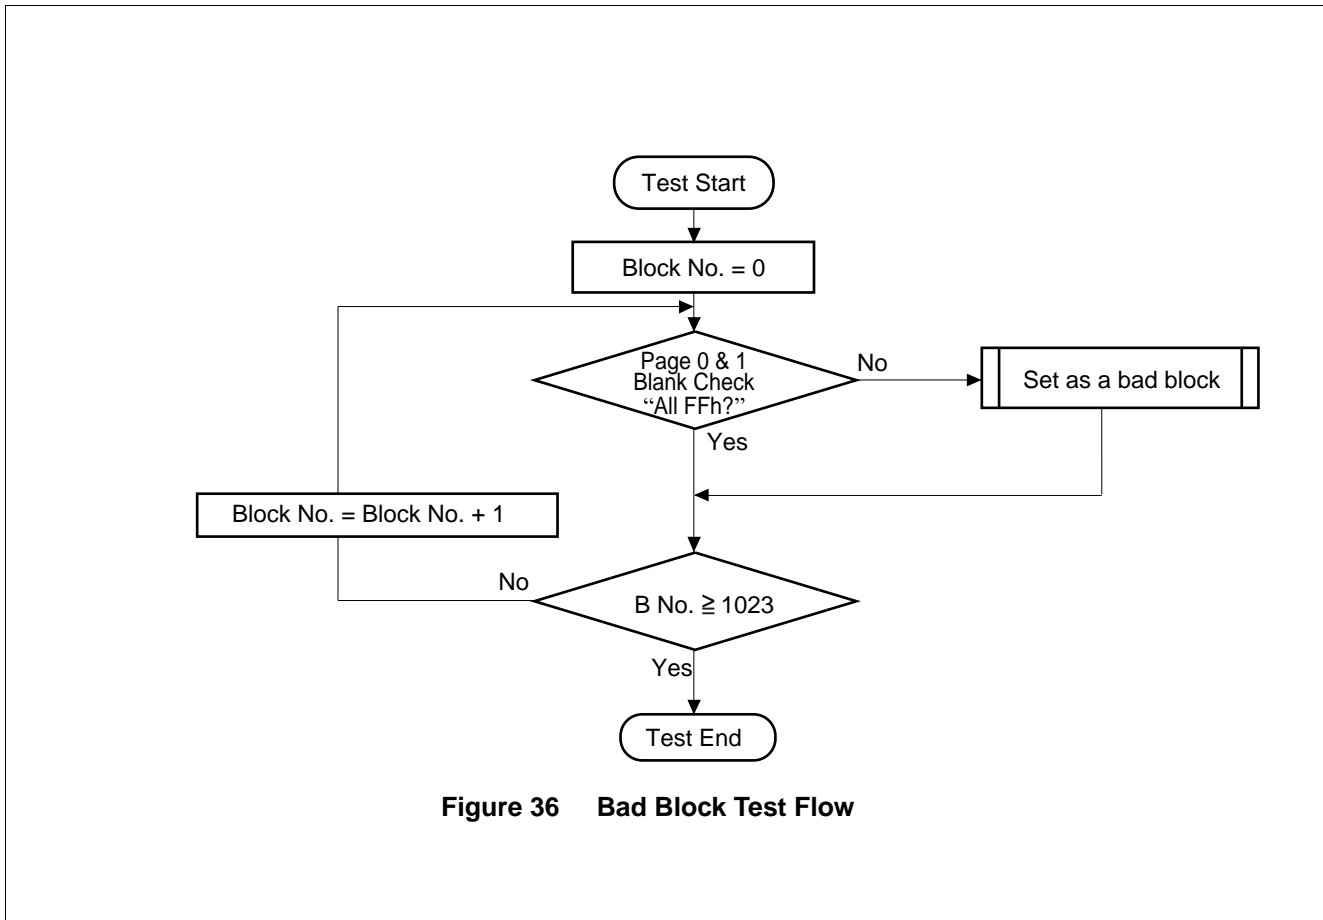 Test Start
Block No. = 0
Page 0 & 1
Blank Check
“All FFh?”
No
Set as a bad block
Yes
Block No. = Block No. + 1
No
B No. ≧ 1023
Yes
Test End
Figure 36 Bad Block Test Flow